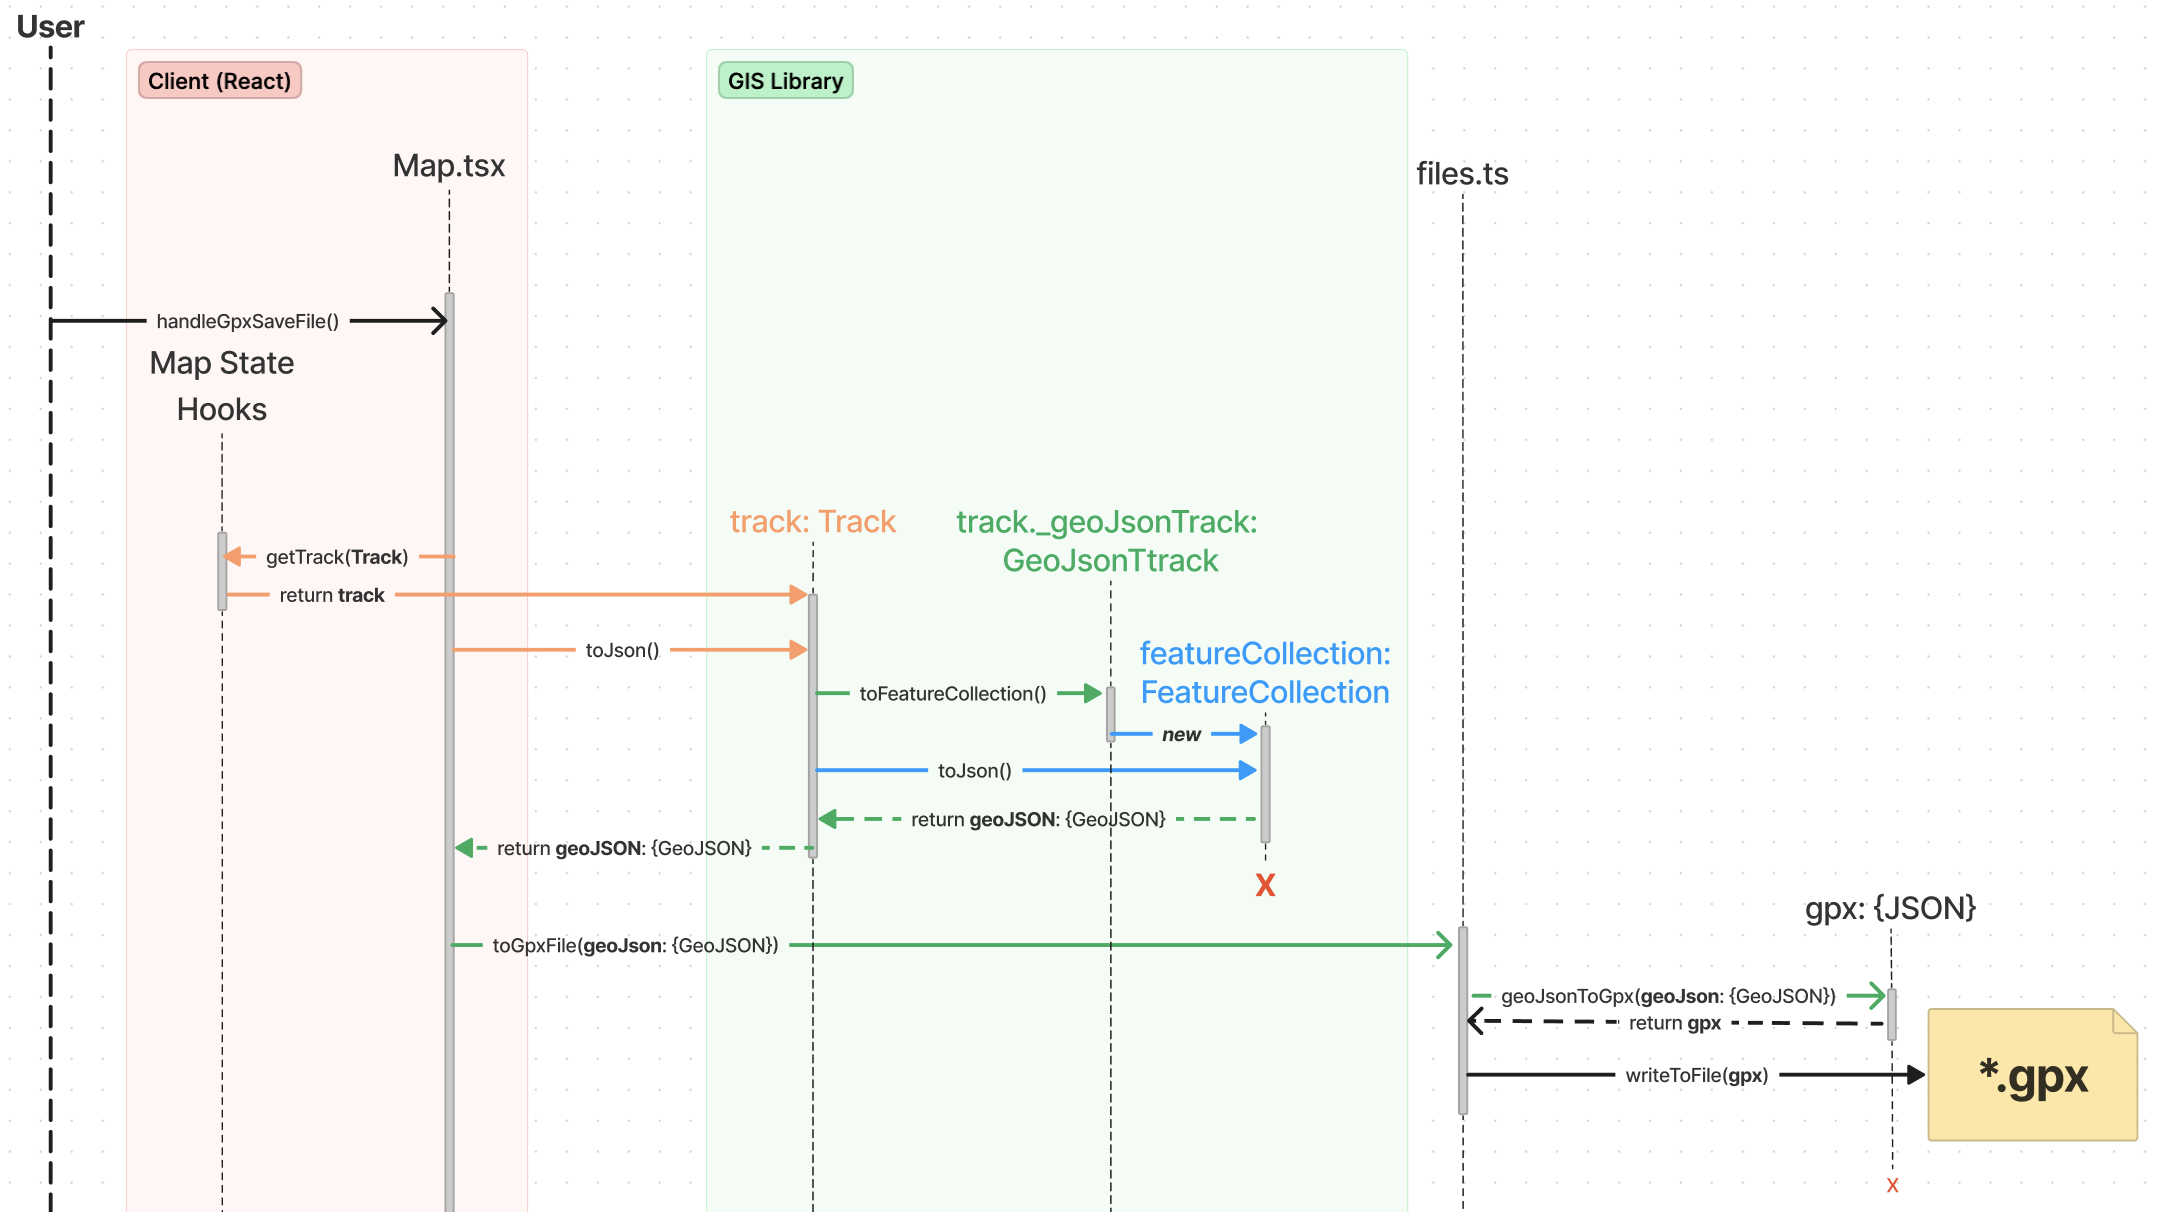 User
Client (React)
GIS Library
Map.tsx
files.ts
handleGpxSaveFile()
Map State
Hooks
track: Track
track._geoJsonTrack:
GeoJsonTtrack
getTrack(Track)
return track
toJson()
featureCollection:
FeatureCollection
toFeatureCollection()
new
toJson()
return geoJSON: {GeoJSON}
return geoJSON: {GeoJSON}
X
gpx: {JSON}
toGpxFile(geoJson: {GeoJSON})
geoJsonToGpx(geoJson: {GeoJSON})
return gpx
writeToFile(gpx)
*.gpx
X